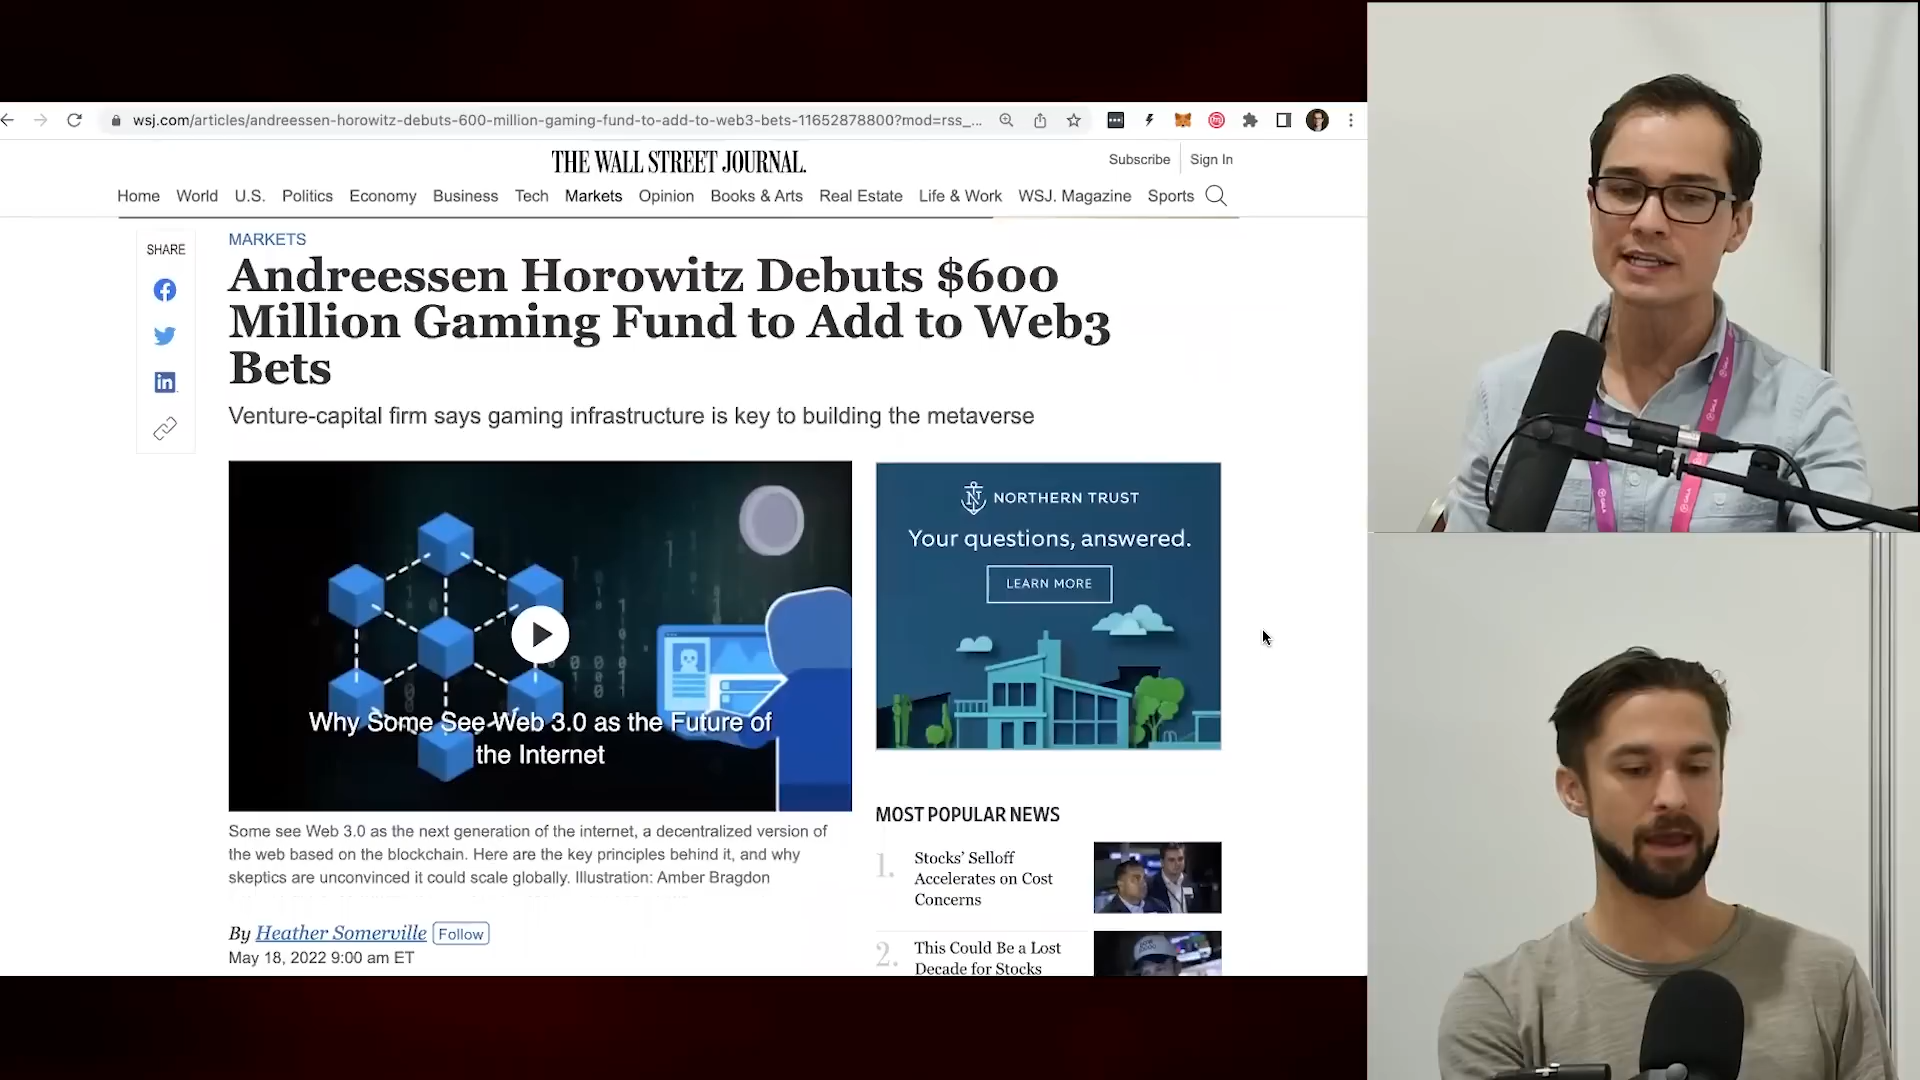 wsj.com/articles/andreessen-horowitz-debuts-600-million-gaming-fund-to-add-to-web3-bets-11652878800?mod=rss_...
THE WALL STREET JOURNAL.
Subscribe
Sign In
Home World U.S. Politics Economy Business Tech Markets Opinion Books & Arts Real Estate Life & Work WSJ. Magazine Sports
SHARE
MARKETS
Andreessen Horowitz Debuts $600
Million Gaming Fund to Add to Web3
Bets
Venture-capital firm says gaming infrastructure is key to building the metaverse
Why Some See Web 3.0 as the Future of
the Internet
Some see Web 3.0 as the next generation of the internet, a decentralized version of
the web based on the blockchain. Here are the key principles behind it, and why
skeptics are unconvinced it could scale globally. Illustration: Amber Bragdon
By Heather Somerville Follow
May 18, 2022 9:00 am ET
NORTHERN TRUST
Your questions, answered.
LEARN MORE
MOST POPULAR NEWS
1. Stocks' Selloff
Accelerates on Cost
Concerns
2. This Could Be a Lost
Decade for Stocks
GALA
GALA